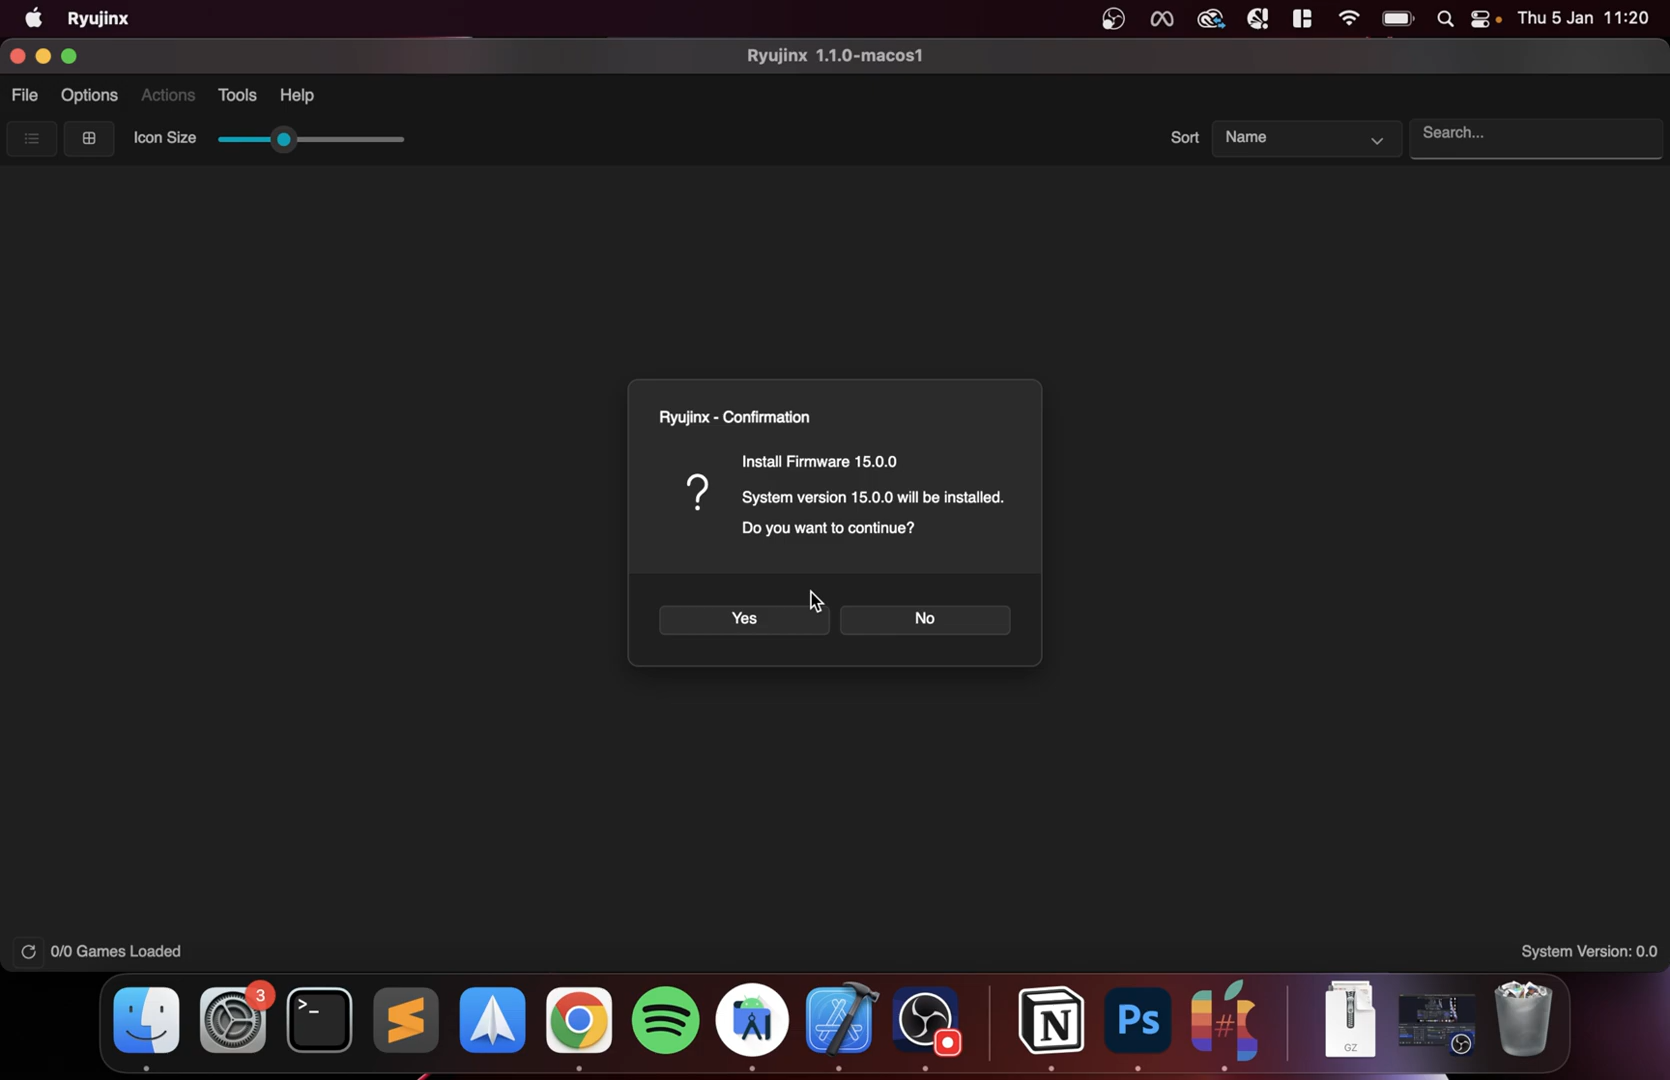 Ryujinx
Thu 5 Jan 11:20
Ryujinx 1.1.0-macos1
File Options Actions Tools Help
Icon Size
Sort Name Search...
Ryujinx - Confirmation
Install Firmware 15.0.0
? System version 15.0.0 will be installed.
Do you want to continue?
Yes No
0/0 Games Loaded
System Version: 0.0
3
>_
Ps
#
GZ